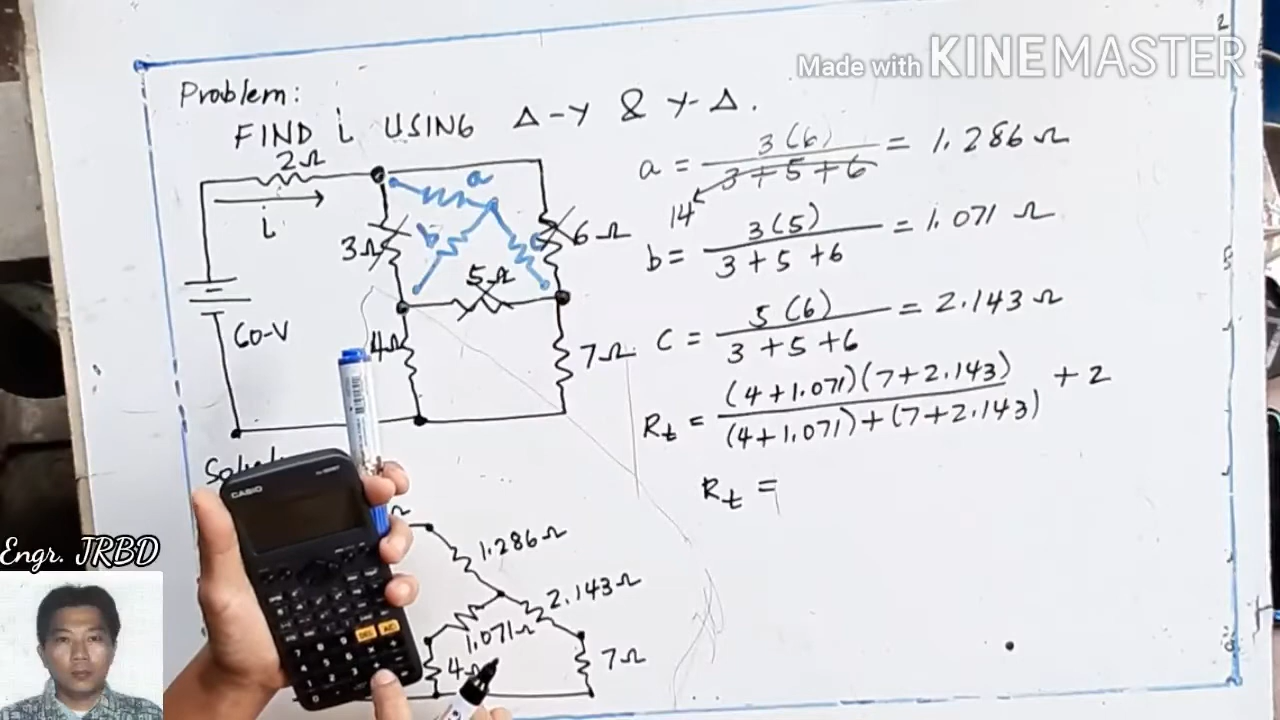 2
Made with KINEMASTER
Problem:
FIND i USING Δ-Y & Y-Δ.
2Ω
i
a
b
3Ω
6Ω
5Ω
60-V
4Ω
7Ω
a = 3(6) / 3+5+6 = 1.286 Ω
14
b = 3(5) / 3+5+6 = 1.071 Ω
c = 5(6) / 3+5+6 = 2.143 Ω
Rt = (4+1.071)(7+2.143) / (4+1.071)+(7+2.143) + 2
Rt =
CASIO
1.286Ω
2.143Ω
1.071Ω
4Ω
7Ω
Engr. JRBD